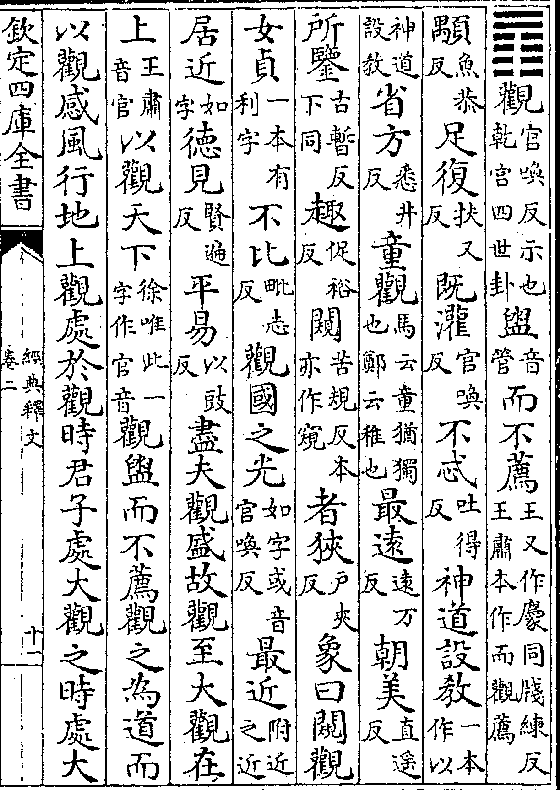 ䷓觀官喚反示也乾宮四世卦盥音管而不薦王又作同牋練反王肅本作而觀薦
顒魚恭反足復扶又反既灌官喚反不忒吐得反神道設教一本作以
神道設教省方悉井反童觀馬云童猶獨也鄭云稚也最遠遠万反朝美直遥反
所鑒古暫反下同趣促裕反闚苦規反本亦作窺者狹户夾反象曰闚觀
女貞一本有利字不比毗志反觀國之光如字或音官喚反最近附近之近
居近如字德見賢遍反平易以豉反盡夫觀盛故觀至大觀在
上王肅音官以觀天下徐唯此一字作官音觀盥而不薦觀之為道而
以觀感風行地上觀處於觀時君子處大觀之時處大
欽定四庫全書
經典釋文
卷二
十一